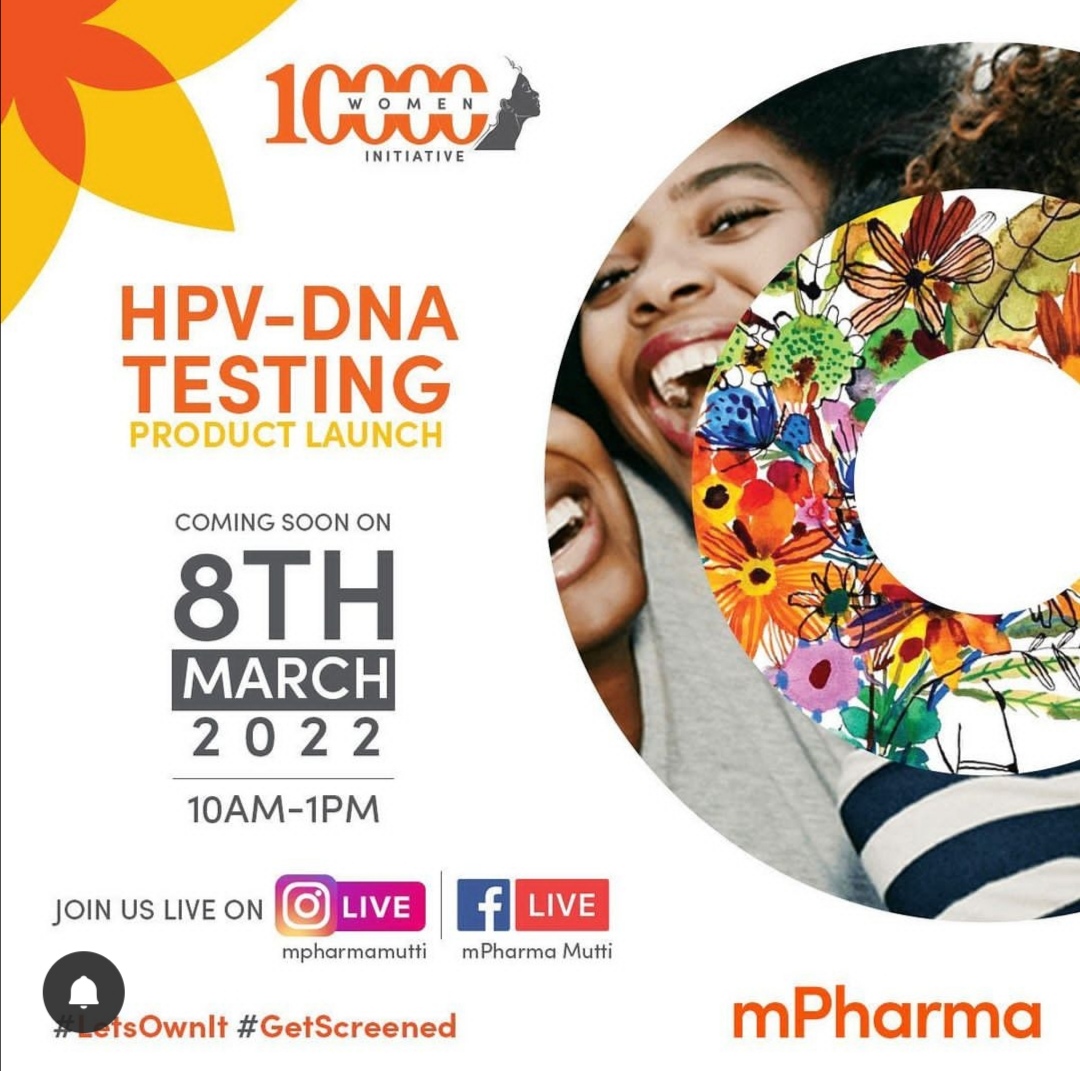 10000
WOMEN
INITIATIVE
HPV-DNA
TESTING
PRODUCT LAUNCH
COMING SOON ON
8TH
MARCH
2022
10AM-1PM
JOIN US LIVE ON LIVE LIVE
mpharmamutti mPharma Mutti
#LetsOwnIt #GetScreened
mPharma